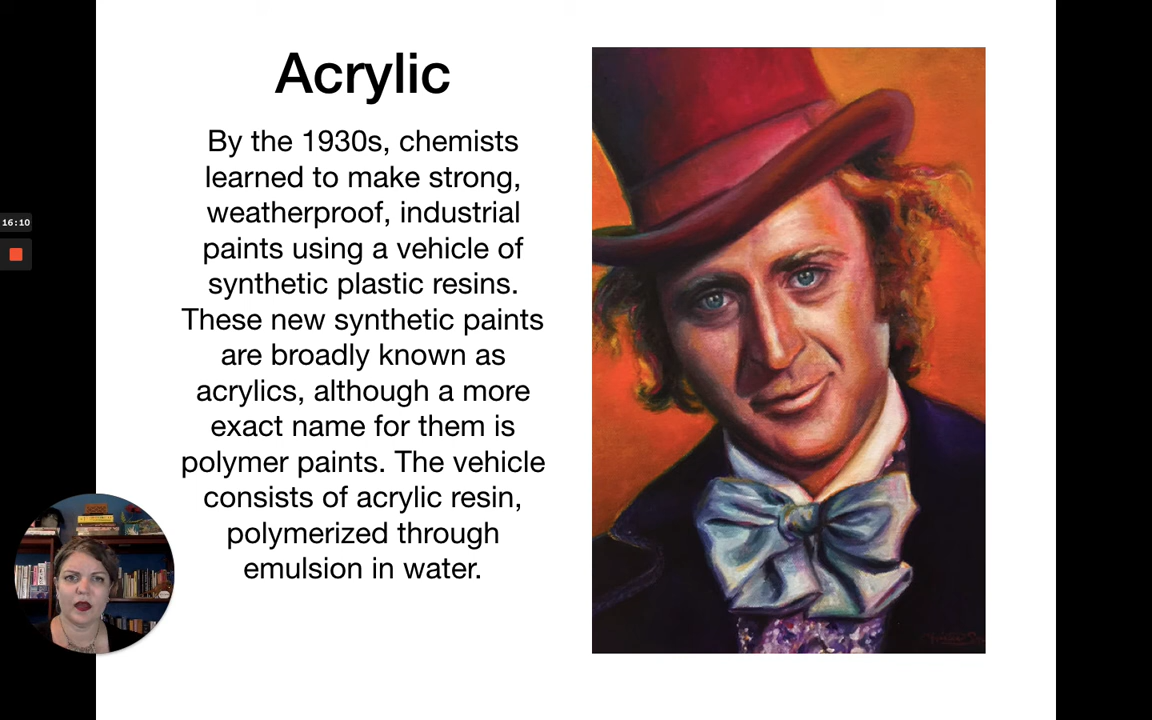 Acrylic
By the 1930s, chemists
learned to make strong,
weatherproof, industrial
paints using a vehicle of
synthetic plastic resins.
These new synthetic paints
are broadly known as
acrylics, although a more
exact name for them is
polymer paints. The vehicle
consists of acrylic resin,
polymerized through
emulsion in water.
16:10